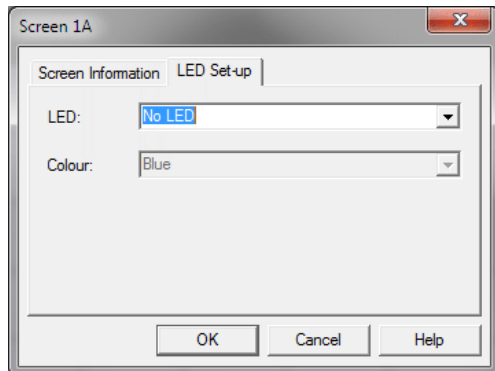 Screen 1A
Screen Information LED Set-up
LED: No LED
Colour: Blue
OK Cancel Help